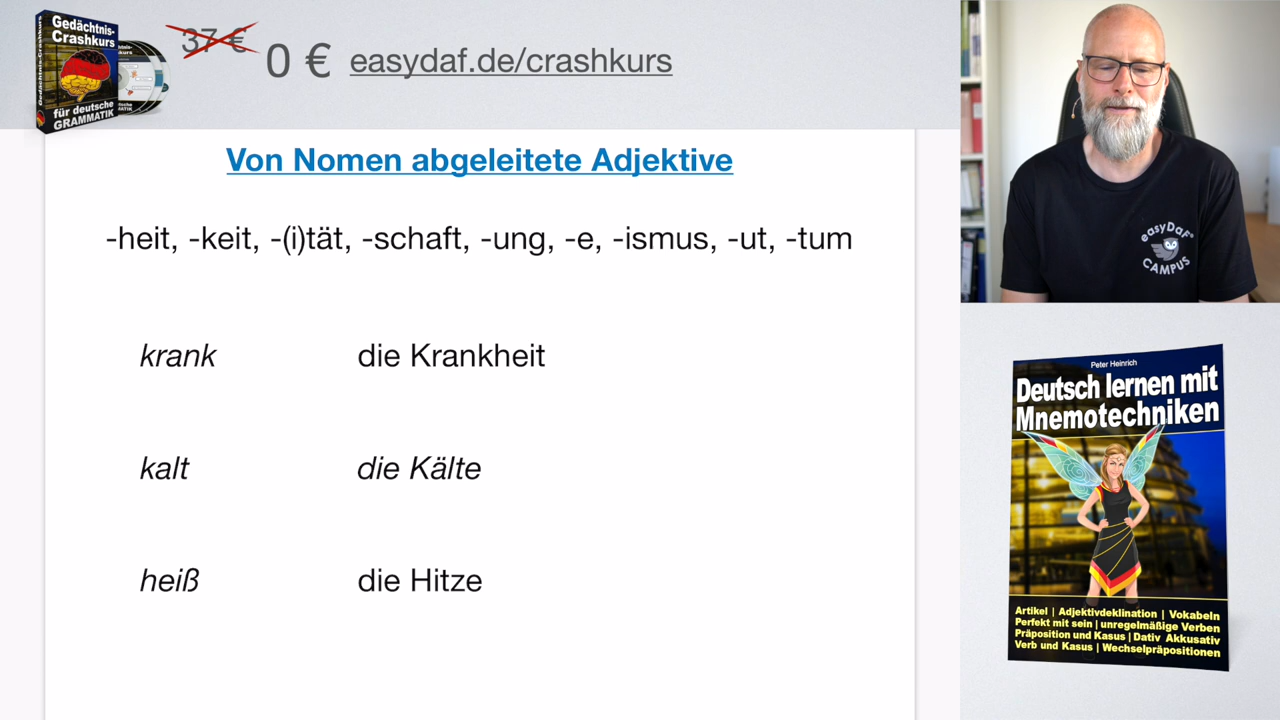 Gedächtnis-
Crashkurs
für deutsche
GRAMMATIK
37 €
0 € easydaf.de/crashkurs
Von Nomen abgeleitete Adjektive
-heit, -keit, -(i)tät, -schaft, -ung, -e, -ismus, -ut, -tum
krank die Krankheit
kalt die Kälte
heiß die Hitze
easyDaF®
CAMPUS
Peter Heinrich
Deutsch lernen mit
Mnemotechniken
Artikel | Adjektivdeklination | Vokabeln
Perfekt mit sein | unregelmäßige Verben
Präposition und Kasus | Dativ Akkusativ
Verb und Kasus | Wechselpräpositionen